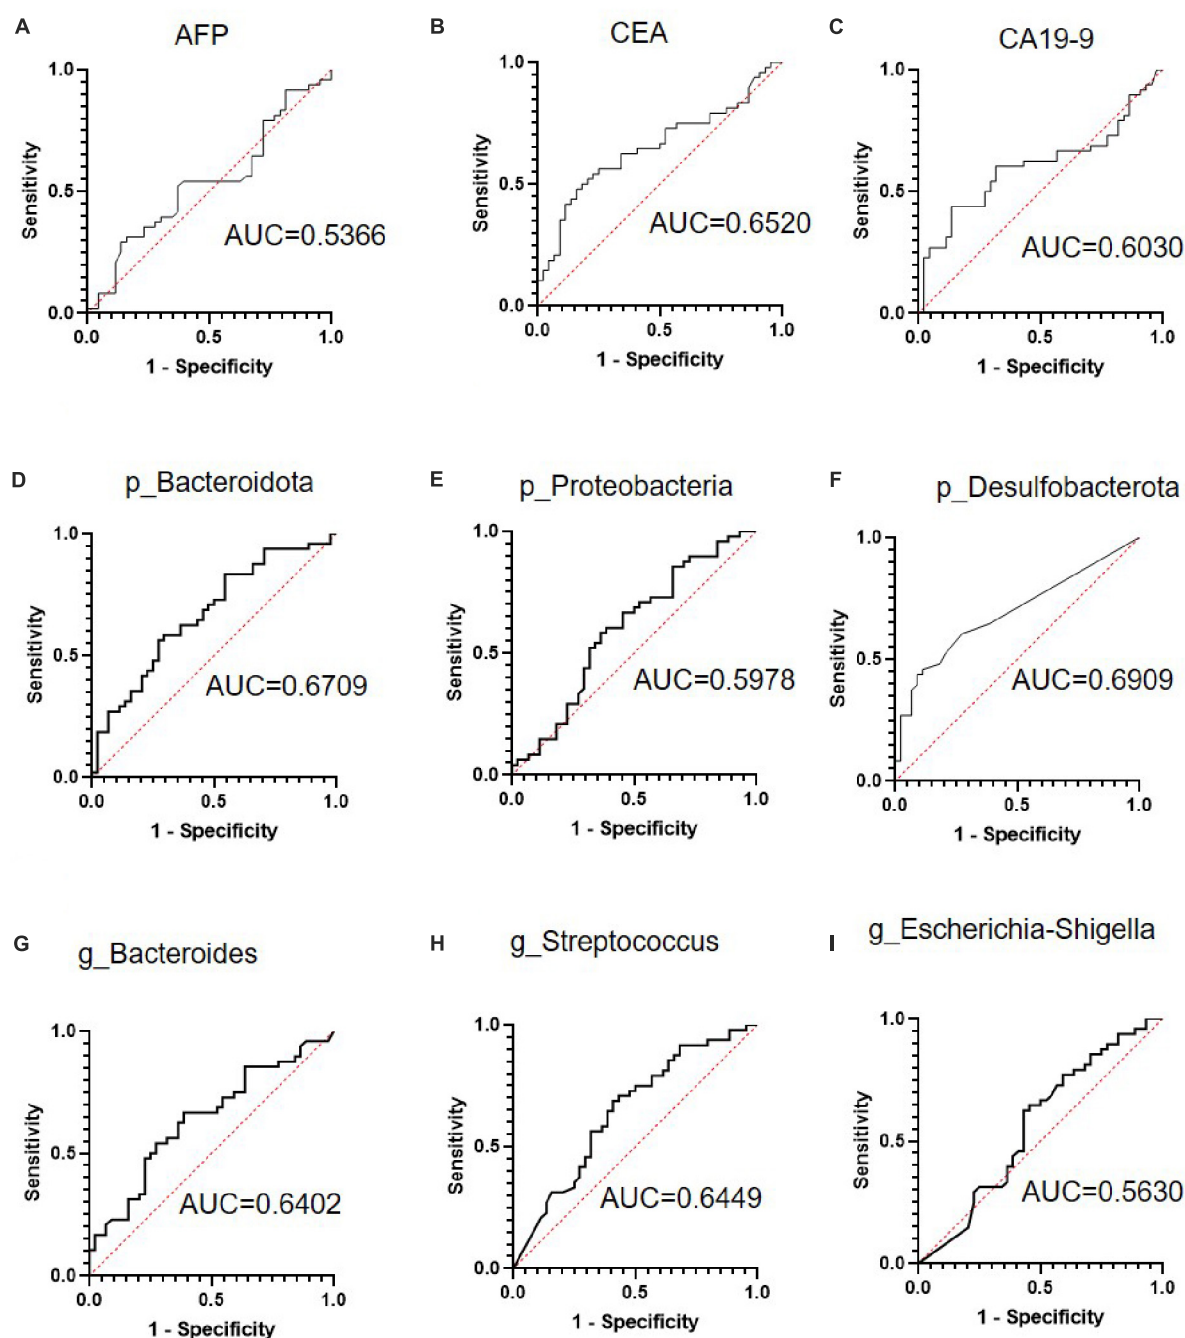 A
AFP
1.0
0.5
0.0
Sensitivity
AUC=0.5366
0.0 0.5 1.0
1 - Specificity
B
CEA
1.0
0.5
0.0
Sensitivity
AUC=0.6520
0.0 0.5 1.0
1 - Specificity
C
CA19-9
1.0
0.5
0.0
Sensitivity
AUC=0.6030
0.0 0.5 1.0
1 - Specificity
D
p_Bacteroidota
1.0
0.5
0.0
Sensitivity
AUC=0.6709
0.0 0.5 1.0
1 - Specificity
E
p_Proteobacteria
1.0
0.5
0.0
Sensitivity
AUC=0.5978
0.0 0.5 1.0
1 - Specificity
F
p_Desulfobacterota
1.0
0.5
0.0
Sensitivity
AUC=0.6909
0.0 0.5 1.0
1 - Specificity
G
g_Bacteroides
1.0
0.5
0.0
Sensitivity
AUC=0.6402
0.0 0.5 1.0
1 - Specificity
H
g_Streptococcus
1.0
0.5
0.0
Sensitivity
AUC=0.6449
0.0 0.5 1.0
1 - Specificity
I
g_Escherichia-Shigella
1.0
0.5
0.0
Sensitivity
AUC=0.5630
0.0 0.5 1.0
1 - Specificity